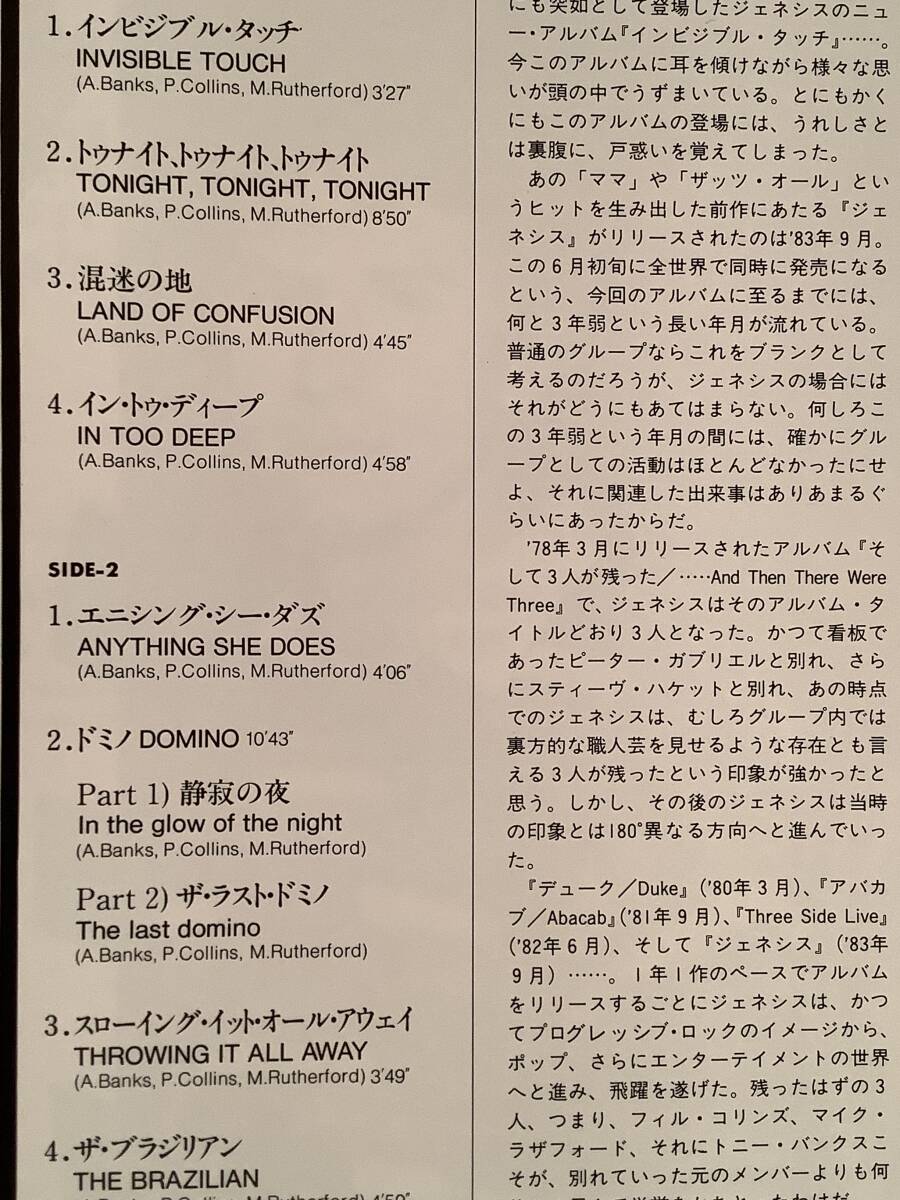 1.インビジブル・タッチ
INVISIBLE TOUCH
(A.Banks, P.Collins, M.Rutherford) 3'27"
2.トゥナイト、トゥナイト、トゥナイト
TONIGHT, TONIGHT, TONIGHT
(A.Banks, P.Collins, M.Rutherford) 8'50"
3.混迷の地
LAND OF CONFUSION
(A.Banks, P.Collins, M.Rutherford) 4'45"
4.イン・トゥ・ディープ
IN TOO DEEP
(A.Banks, P.Collins, M.Rutherford) 4'58"
SIDE-2
1.エニシング・シー・ダズ
ANYTHING SHE DOES
(A.Banks, P.Collins, M.Rutherford) 4'06"
2.ドミノ DOMINO 10'43"
Part 1) 静寂の夜
In the glow of the night
(A.Banks, P.Collins, M.Rutherford)
Part 2) ザ・ラスト・ドミノ
The last domino
(A.Banks, P.Collins, M.Rutherford)
3.スローイング・イット・オール・アウェイ
THROWING IT ALL AWAY
(A.Banks, P.Collins, M.Rutherford) 3'49"
4.ザ・ブラジリアン
THE BRAZILIAN
にも突如として登場したジェネシスのニュ
ー・アルバム『インビジブル・タッチ』……。
今このアルバムに耳を傾けながら様々な思
いが頭の中でうずまいている。とにもかく
にもこのアルバムの登場には、うれしさと
は裏腹に、戸惑いを覚えてしまった。
あの「ママ」や「ザッツ・オール」とい
うヒットを生み出した前作にあたる『ジェ
ネシス』がリリースされたのは'83年9月。
この6月初旬に全世界で同時に発売になる
という、今回のアルバムに至るまでには、
何と3年弱という長い年月が流れている。
普通のグループならこれをブランクとして
考えるのだろうが、ジェネシスの場合には
それがどうにもあてはまらない。何しろこ
の3年弱という年月の間には、確かにグル
ープとしての活動はほとんどなかったにせ
よ、それに関連した出来事はありあまるぐ
らいにあったからだ。
'78年3月にリリースされたアルバム『そ
して3人が残った／……And Then There Were
Three』で、ジェネシスはそのアルバム・タ
イトルどおり3人となった。かつて看板で
あったピーター・ガブリエルと別れ、さら
にスティーヴ・ハケットと別れ、あの時点
でのジェネシスは、むしろグループ内では
裏方的な職人芸を見せるような存在とも言
える3人が残ったという印象が強かったと
思う。しかし、その後のジェネシスは当時
の印象とは180°異なる方向へと進んでいっ
た。
『デューク／Duke』('80年3月)、『アバカ
ブ／Abacab』('81年9月)、『Three Side Live』
('82年6月)、そして『ジェネシス』('83年
9月)……。1年1作のペースでアルバム
をリリースするごとにジェネシスは、かつ
てプログレッシブ・ロックのイメージから、
ポップ、さらにエンターテイメントの世界
へと進み、飛躍を遂げた。残ったはずの3
人、つまり、フィル・コリンズ、マイク・
ラザフォード、それにトニー・バンクスこ
そが、別れていった元のメンバーよりも何